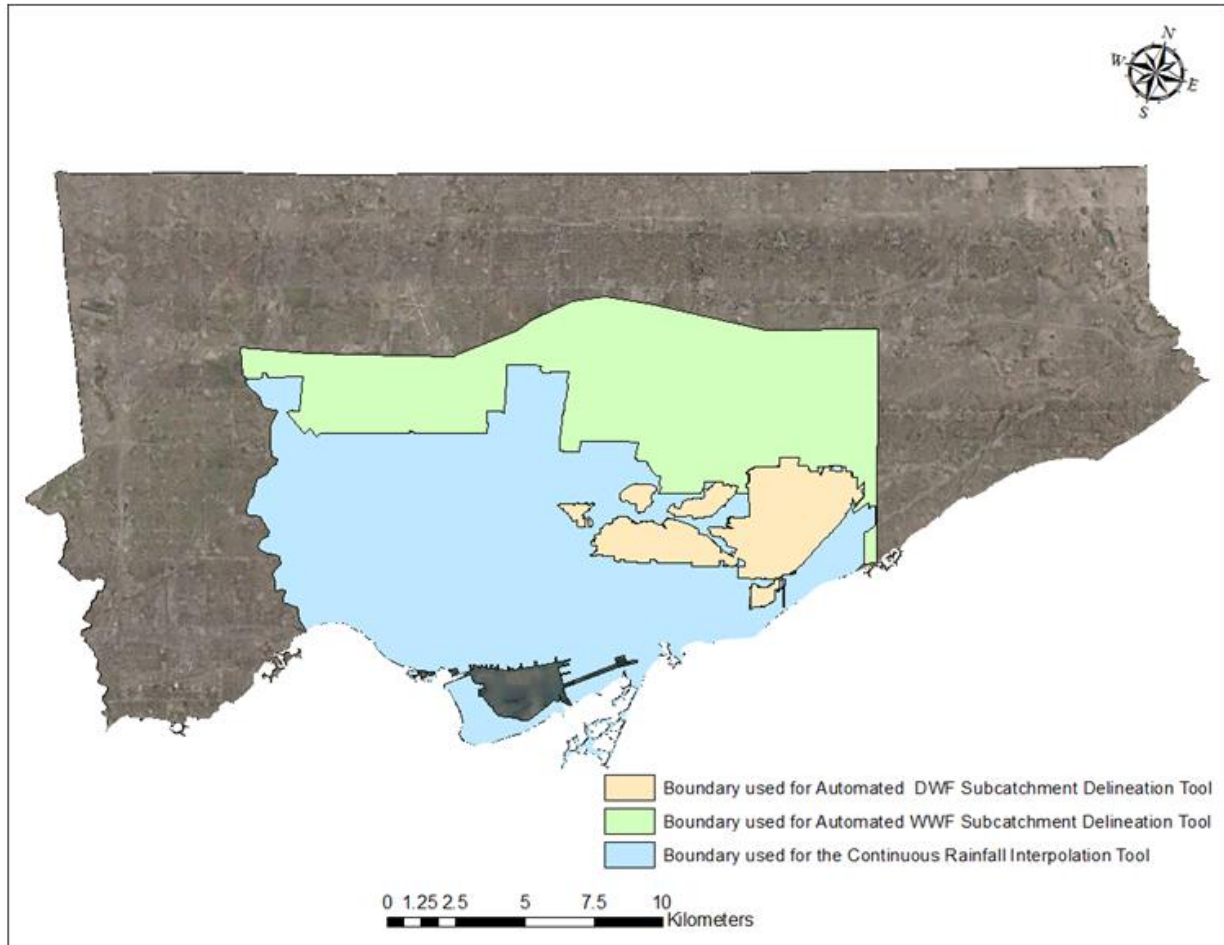 N
W
E
S
Boundary used for Automated DWF Subcatchment Delineation Tool
Boundary used for Automated WWF Subcatchment Delineation Tool
Boundary used for the Continuous Rainfall Interpolation Tool
0 1.25 2.5 5 7.5 10
Kilometers